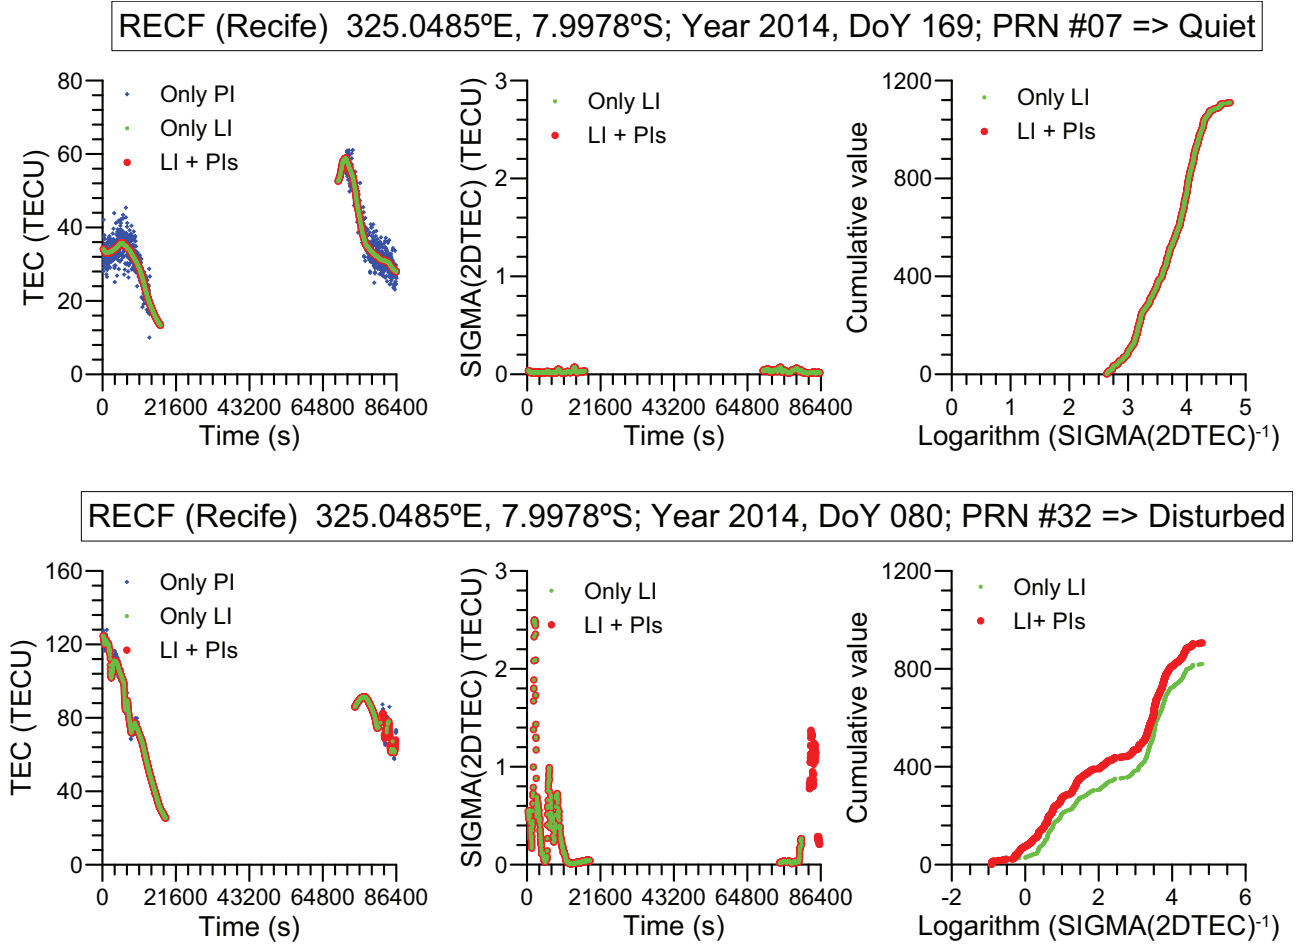 RECF (Recife)  325.0485ºE, 7.9978ºS; Year 2014, DoY 169; PRN #07 => Quiet
TEC (TECU)
80
60
40
20
0
Only PI
Only LI
LI + PIs
0 21600 43200 64800 86400
Time (s)
SIGMA(2DTEC) (TECU)
3
2
1
0
Only LI
LI + PIs
0 21600 43200 64800 86400
Time (s)
Cumulative value
1200
800
400
0
Only LI
LI + PIs
0 1 2 3 4 5
Logarithm (SIGMA(2DTEC)⁻¹)
RECF (Recife)  325.0485ºE, 7.9978ºS; Year 2014, DoY 080; PRN #32 => Disturbed
TEC (TECU)
160
120
80
40
0
Only PI
Only LI
LI + PIs
0 21600 43200 64800 86400
Time (s)
SIGMA(2DTEC) (TECU)
3
2
1
0
Only LI
LI + PIs
0 21600 43200 64800 86400
Time (s)
Cumulative value
1200
800
400
0
Only LI
LI+ PIs
-2 0 2 4 6
Logarithm (SIGMA(2DTEC)⁻¹)